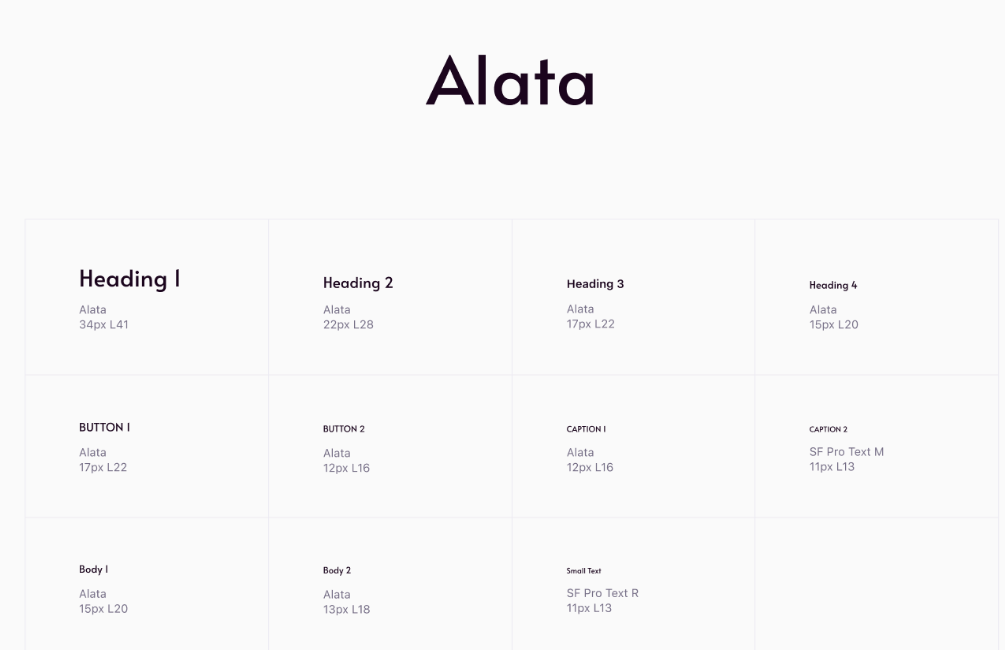 Alata
Heading 1
Alata
34px L41
Heading 2
Alata
22px L28
Heading 3
Alata
17px L22
Heading 4
Alata
15px L20
BUTTON 1
Alata
17px L22
BUTTON 2
Alata
12px L16
CAPTION 1
Alata
12px L16
CAPTION 2
SF Pro Text M
11px L13
Body 1
Alata
15px L20
Body 2
Alata
13px L18
Small Text
SF Pro Text R
11px L13